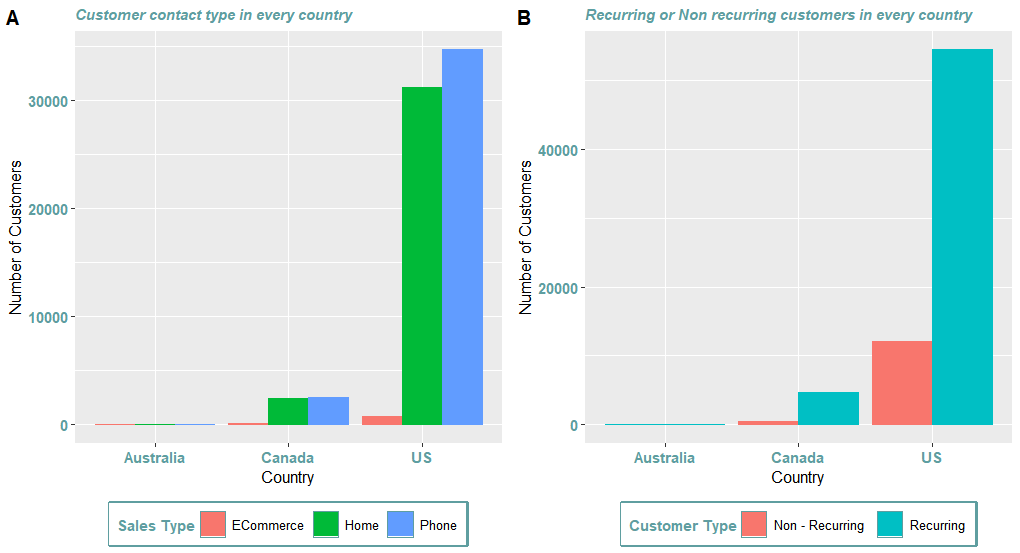 A
Customer contact type in every country
Number of Customers
30000
20000
10000
0
Australia
Canada
US
Country
Sales Type
ECommerce
Home
Phone
B
Recurring or Non recurring customers in every country
Number of Customers
40000
20000
0
Australia
Canada
US
Country
Customer Type
Non - Recurring
Recurring